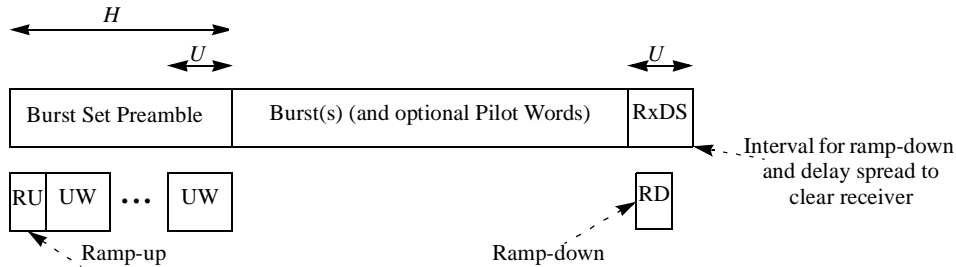 H
U
U
Burst Set Preamble
Burst(s) (and optional Pilot Words)
RxDS
Interval for ramp-down
and delay spread to
clear receiver
RU
UW
...
UW
RD
Ramp-up
Ramp-down